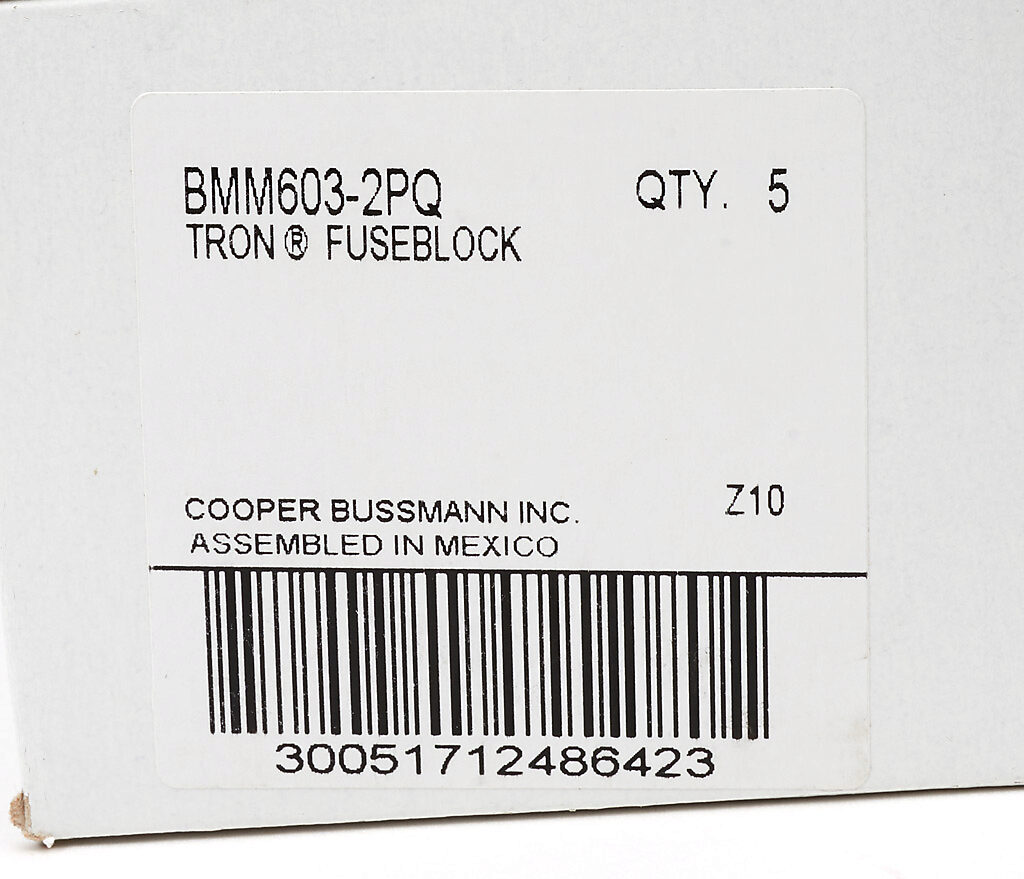 BMM603-2PQ QTY. 5
TRON® FUSEBLOCK
COOPER BUSSMANN INC. Z10
ASSEMBLED IN MEXICO
30051712486423